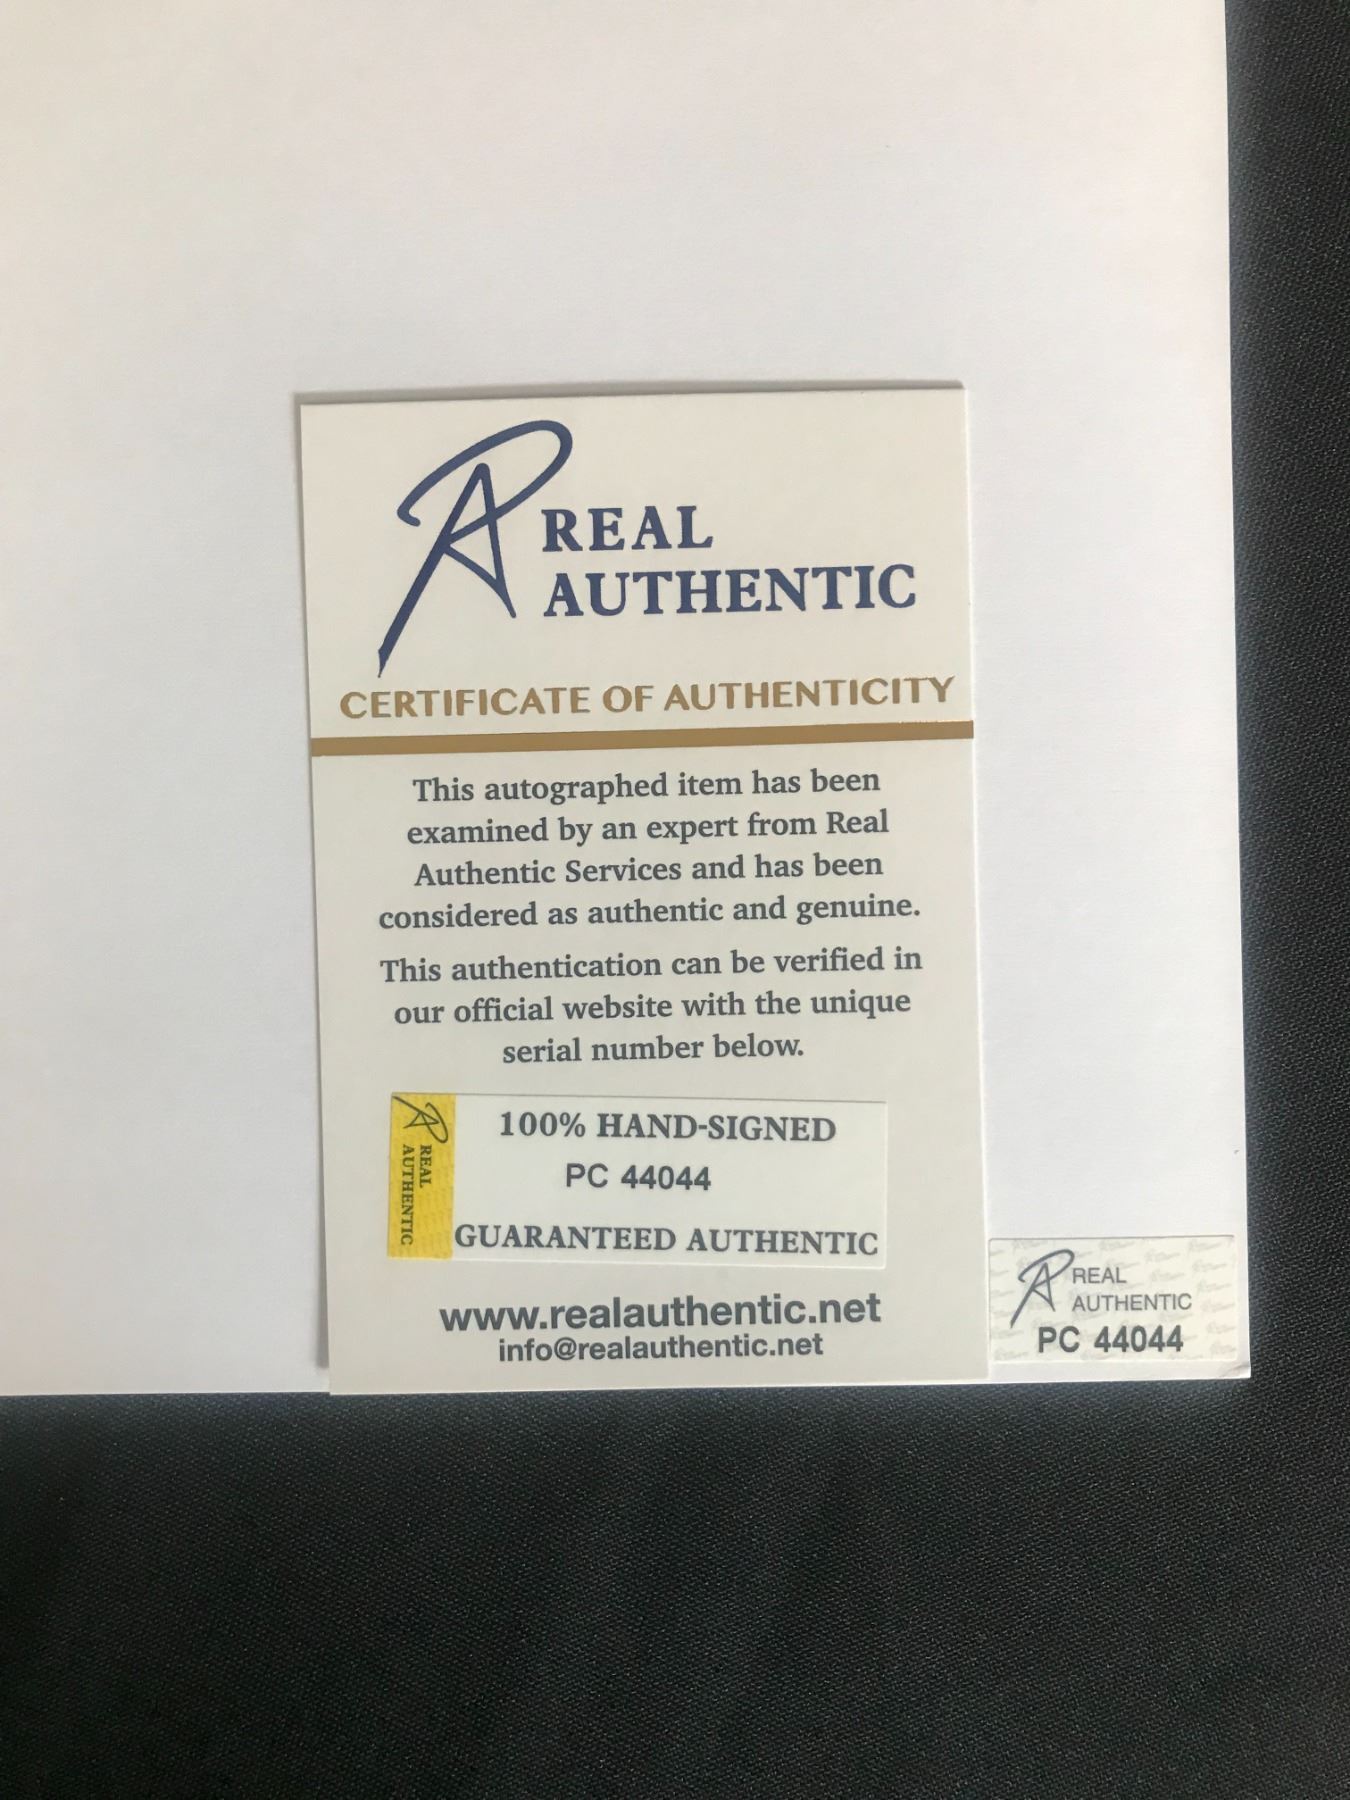 REAL
AUTHENTIC
CERTIFICATE OF AUTHENTICITY
This autographed item has been
examined by an expert from Real
Authentic Services and has been
considered as authentic and genuine.
This authentication can be verified in
our official website with the unique
serial number below.
REAL
AUTHENTIC
100% HAND-SIGNED
PC 44044
GUARANTEED AUTHENTIC
www.realauthentic.net
info@realauthentic.net
REAL
AUTHENTIC
PC 44044